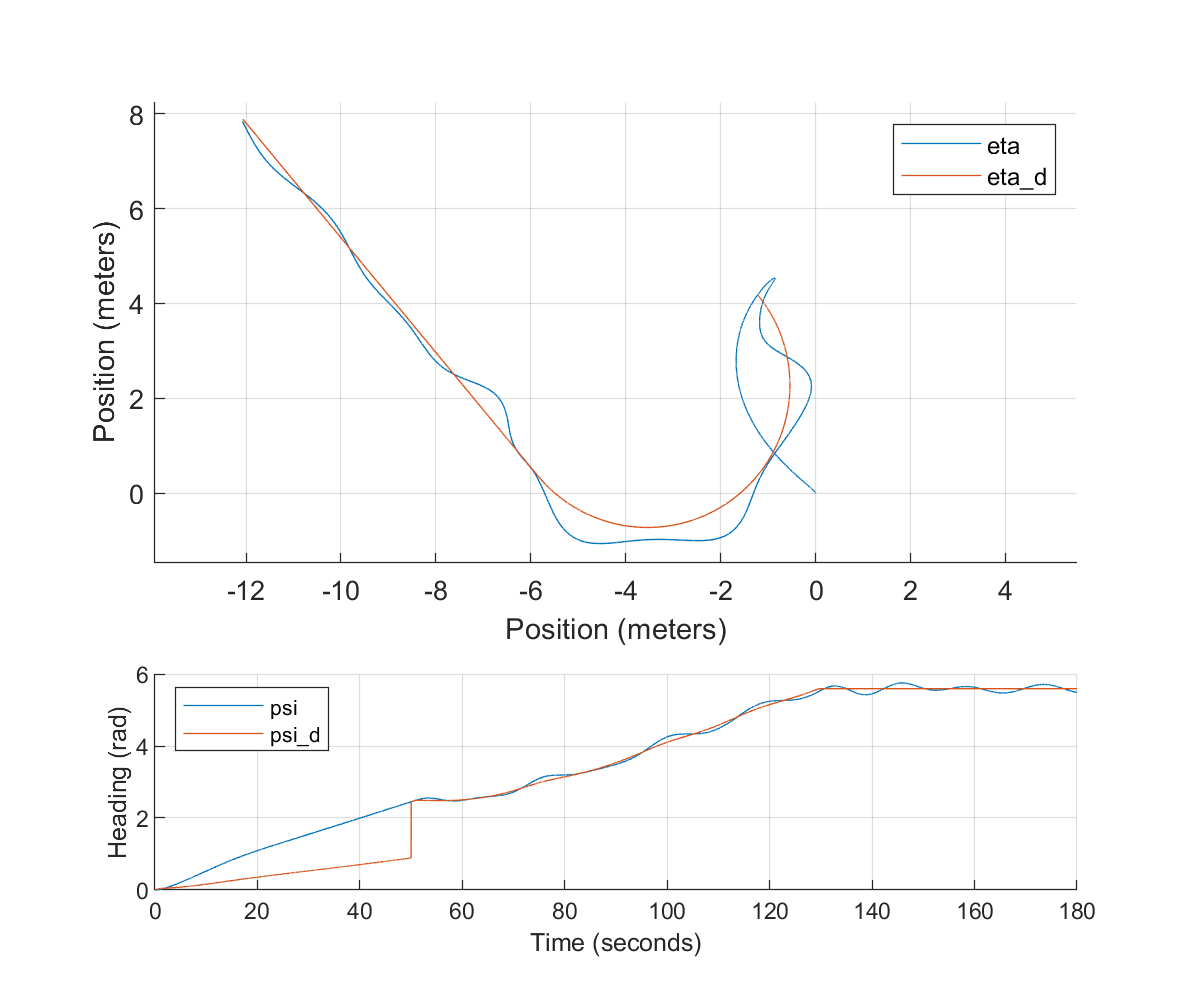 8
6
4
2
0
Position (meters)
eta
eta_d
-12 -10 -8 -6 -4 -2 0 2 4
Position (meters)
6
4
2
0
Heading (rad)
psi
psi_d
0 20 40 60 80 100 120 140 160 180
Time (seconds)